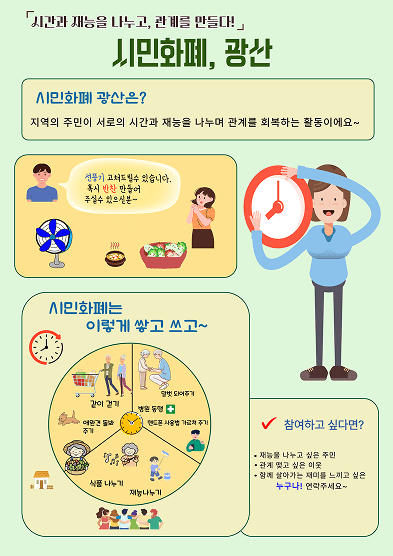 「시간과 재능을 나누고, 관계를 만들다!」
시민화폐, 광산
시민화폐 광산은?
지역의 주민이 서로의 시간과 재능을 나누며 관계를 회복하는 활동이에요~
선풍기 고쳐드릴수 있습니다.
혹시 반찬 만들어
주실수 있으신분~
시민화폐는
이렇게 쌓고 쓰고~
같이 걷기
말벗 되어주기
병원 동행
애완견 돌봐
주기
핸드폰 사용법 가르쳐 주기
식품 나누기
재능나누기
참여하고 싶다면?
• 재능을 나누고 싶은 주민
• 관계 맺고 싶은 이웃
• 함께 살아가는 재미를 느끼고 싶은
누구나! 연락주세요~